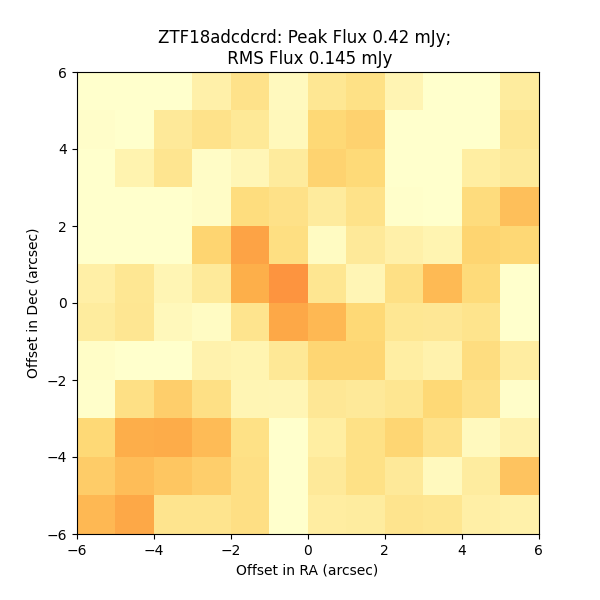 ZTF18adcdcrd: Peak Flux 0.42 mJy;
RMS Flux 0.145 mJy
6
4
2
0
−2
−4
−6
Offset in Dec (arcsec)
−6 −4 −2 0 2 4 6
Offset in RA (arcsec)